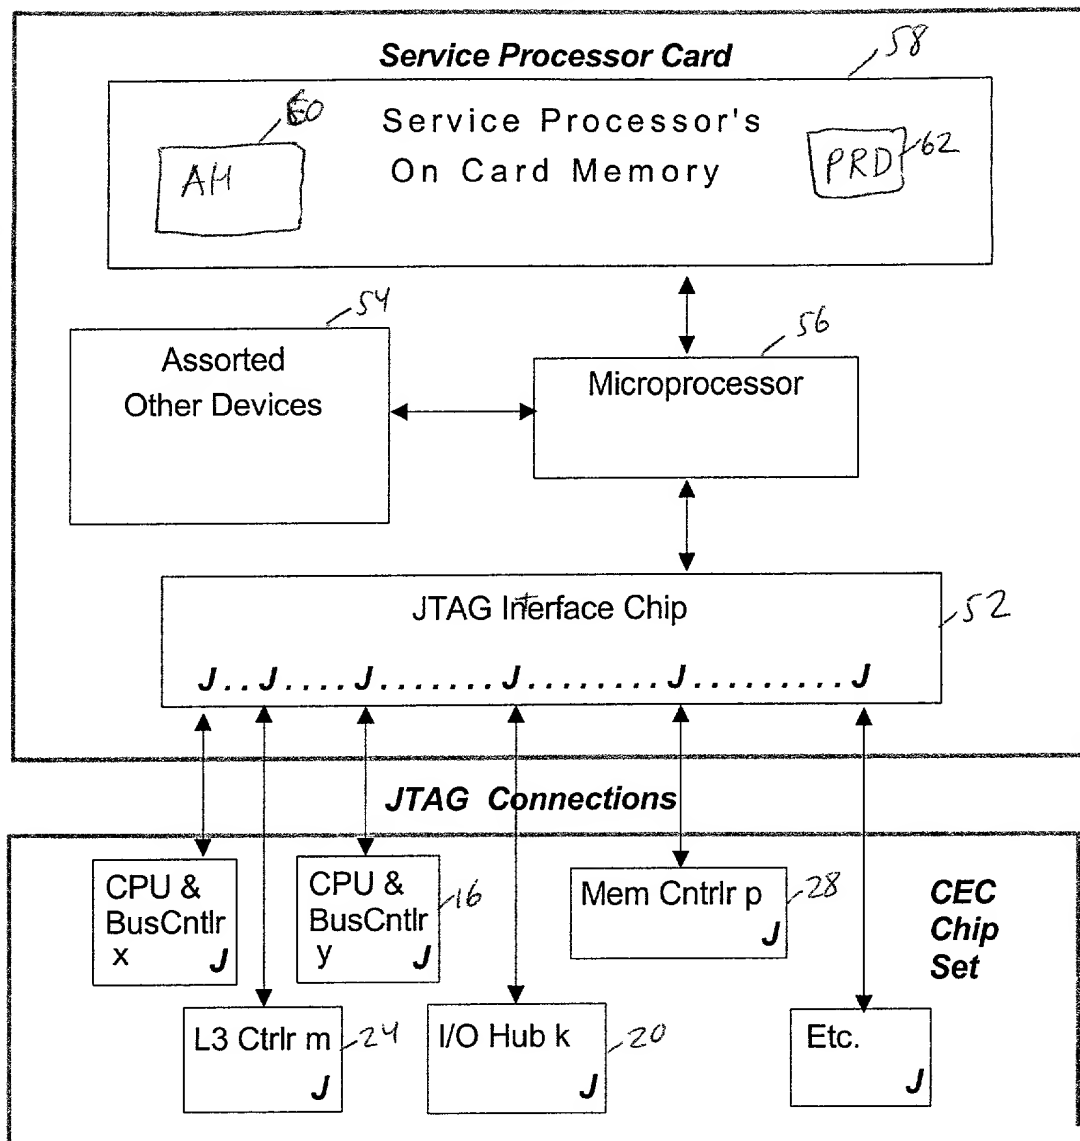 Service Processor Card
58
60
Service Processor's
On Card Memory
AH
PRD
62
54
56
Assorted
Other Devices
Microprocessor
JTAG Interface Chip
52
J..J....J.......J........J.........J
JTAG Connections
CPU &
BusCntlr
x
J
CPU &
BusCntlr
y
J
16
Mem Cntrlr p
J
28
CEC
Chip
Set
L3 Ctrlr m
J
24
I/O Hub k
J
20
Etc.
J